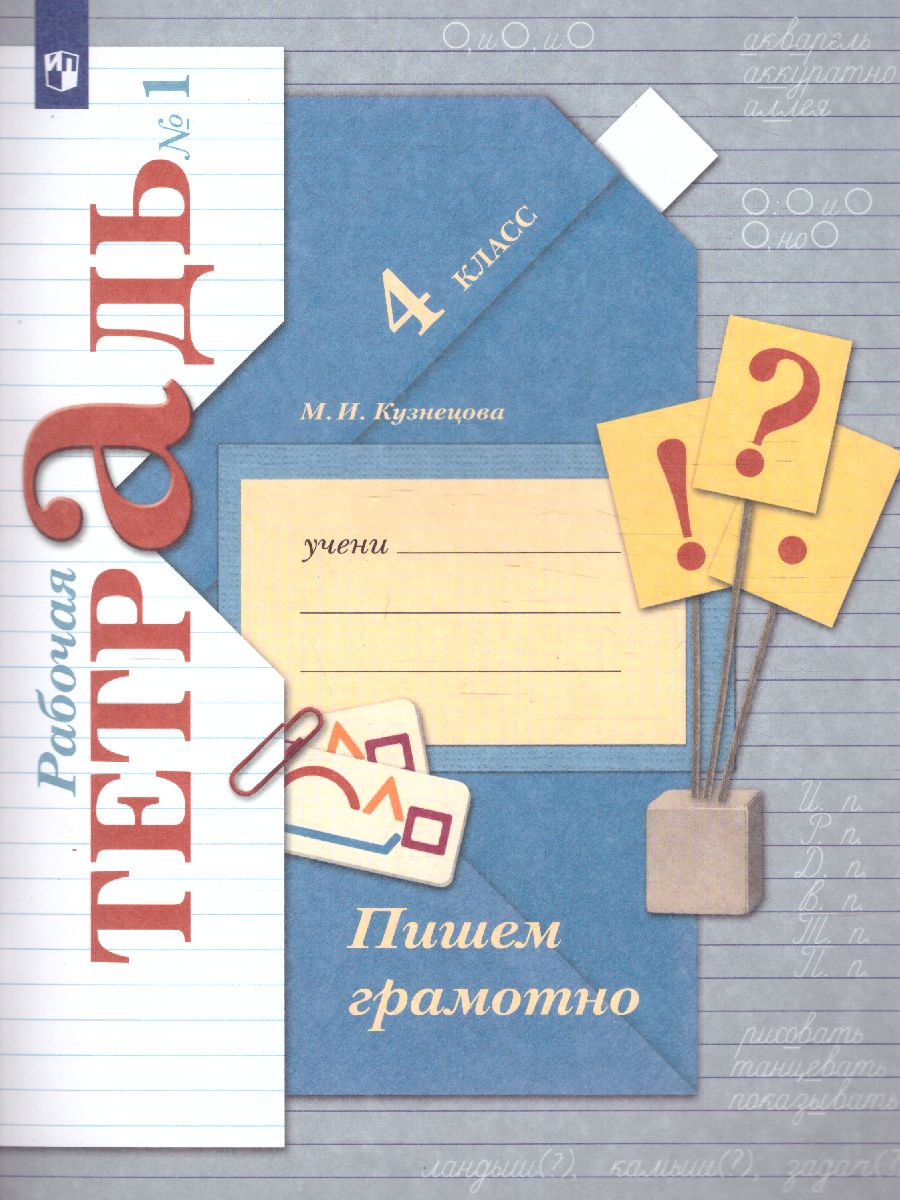 ИП
Рабочая
ТЕТРАДЬ № 1
О, и О, и О
акварель
аккуратно
аллея
О: О и О
О, но О
4 КЛАСС
М. И. Кузнецова
?
!
.
учени
И. п.
Р. п.
Д. п.
В. п.
Т. п.
П. п.
Пишем
грамотно
рисовать
танцевать
показывать
ландыш(?), камыш(?), задач(?)